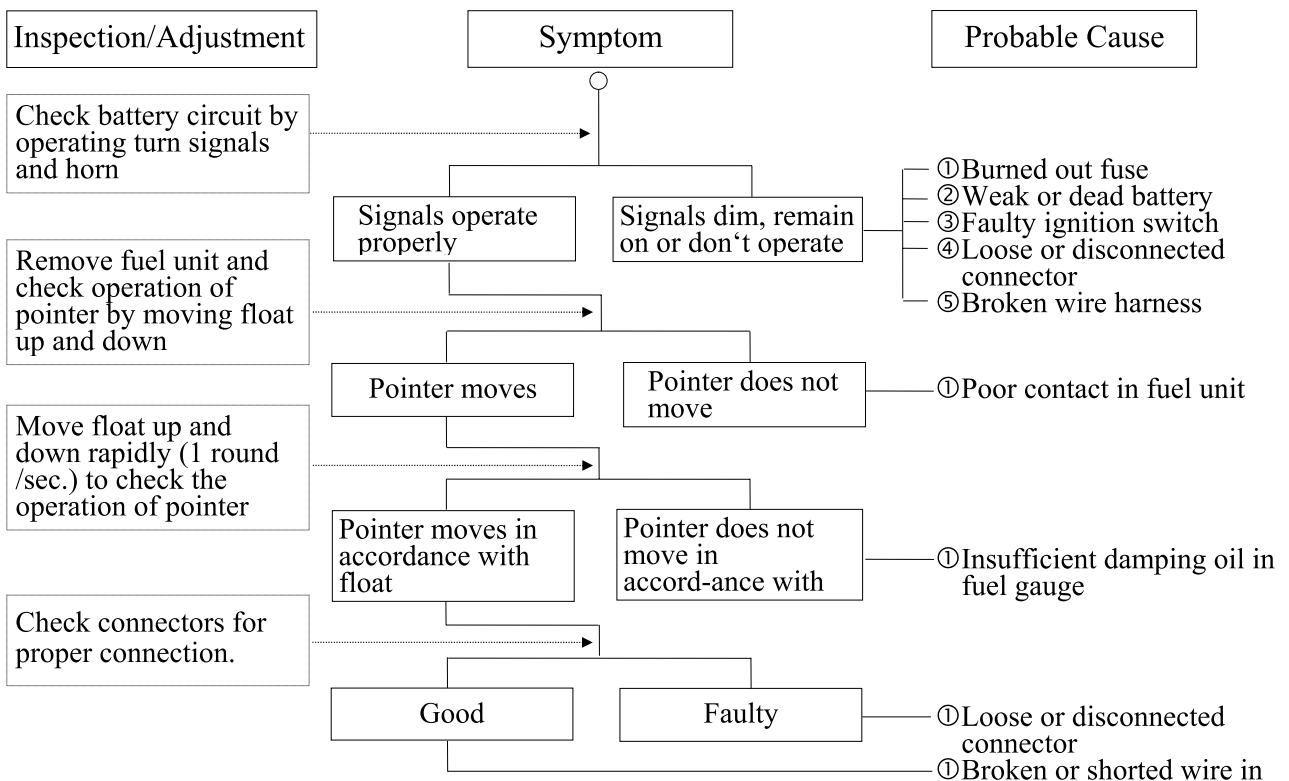 Inspection/Adjustment
Symptom
Probable Cause
Check battery circuit by
operating turn signals
and horn
Signals operate
properly
Signals dim, remain
on or don‘t operate
①Burned out fuse
②Weak or dead battery
③Faulty ignition switch
④Loose or disconnected
connector
⑤Broken wire harness
Remove fuel unit and
check operation of
pointer by moving float
up and down
Pointer moves
Pointer does not
move
①Poor contact in fuel unit
Move float up and
down rapidly (1 round
/sec.) to check the
operation of pointer
Pointer moves in
accordance with
float
Pointer does not
move in
accord-ance with
①Insufficient damping oil in
fuel gauge
Check connectors for
proper connection.
Good
Faulty
①Loose or disconnected
connector
①Broken or shorted wire in